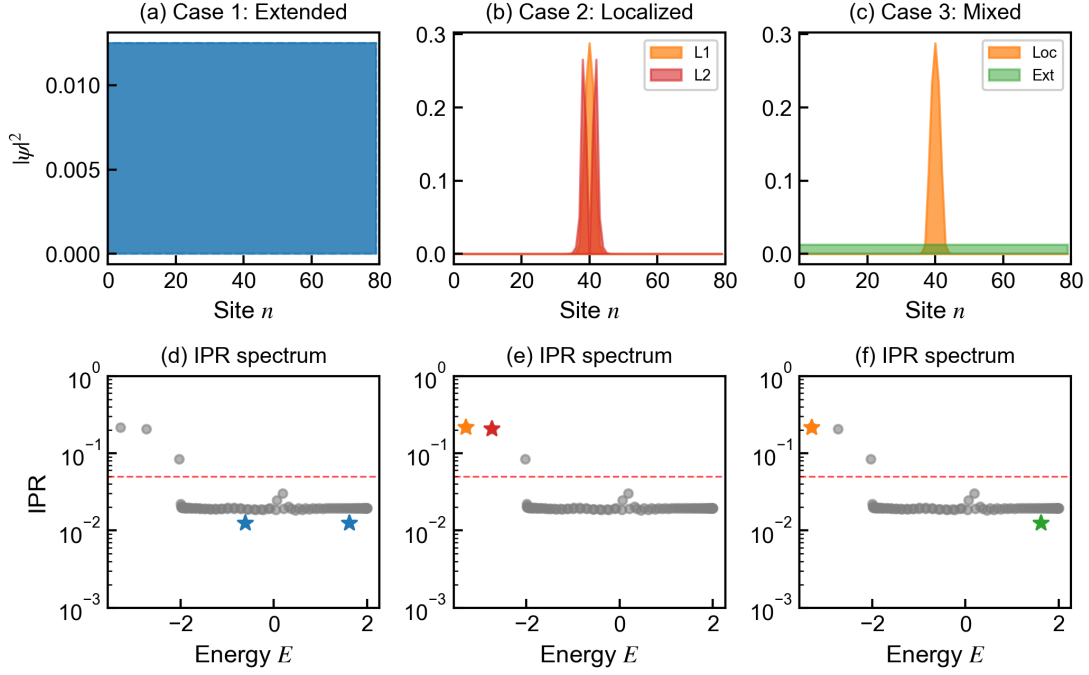 (a) Case 1: Extended
(b) Case 2: Localized
(c) Case 3: Mixed
|ψ|²
0.010
0.005
0.000
0 20 40 60 80
Site n
0.3
0.2
0.1
0.0
L1
L2
0 20 40 60 80
Site n
0.3
0.2
0.1
0.0
Loc
Ext
0 20 40 60 80
Site n
(d) IPR spectrum
(e) IPR spectrum
(f) IPR spectrum
IPR
10⁰
10⁻¹
10⁻²
10⁻³
−2 0 2
Energy E
10⁰
10⁻¹
10⁻²
10⁻³
−2 0 2
Energy E
10⁰
10⁻¹
10⁻²
10⁻³
−2 0 2
Energy E